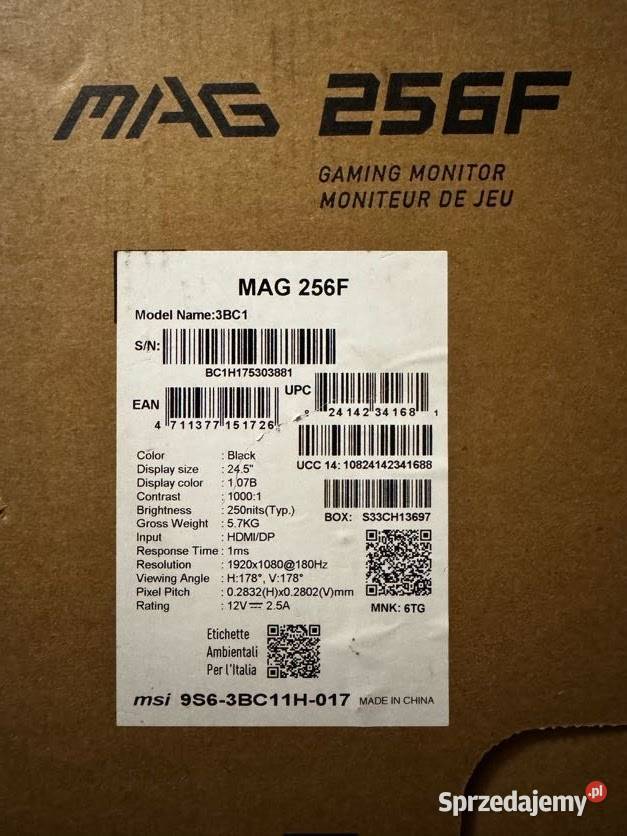 MAG 256F
GAMING MONITOR
MONITEUR DE JEU
MAG 256F
Model Name:3BC1
S/N:
BC1H175303881
EAN
4 711377 151726
UPC
8 24142 34168 1
UCC 14: 10824142341688
Color : Black
Display size : 24.5"
Display color : 1.07B
Contrast : 1000:1
Brightness : 250nits(Typ.)
Gross Weight : 5.7KG
Input : HDMI/DP
Response Time : 1ms
Resolution : 1920x1080@180Hz
Viewing Angle : H:178°, V:178°
Pixel Pitch : 0.2832(H)x0.2802(V)mm
Rating : 12V⎓ 2.5A
BOX: S33CH13697
MNK: 6TG
Etichette
Ambientali
Per l'Italia
msi 9S6-3BC11H-017 MADE IN CHINA
Sprzedajemy.pl